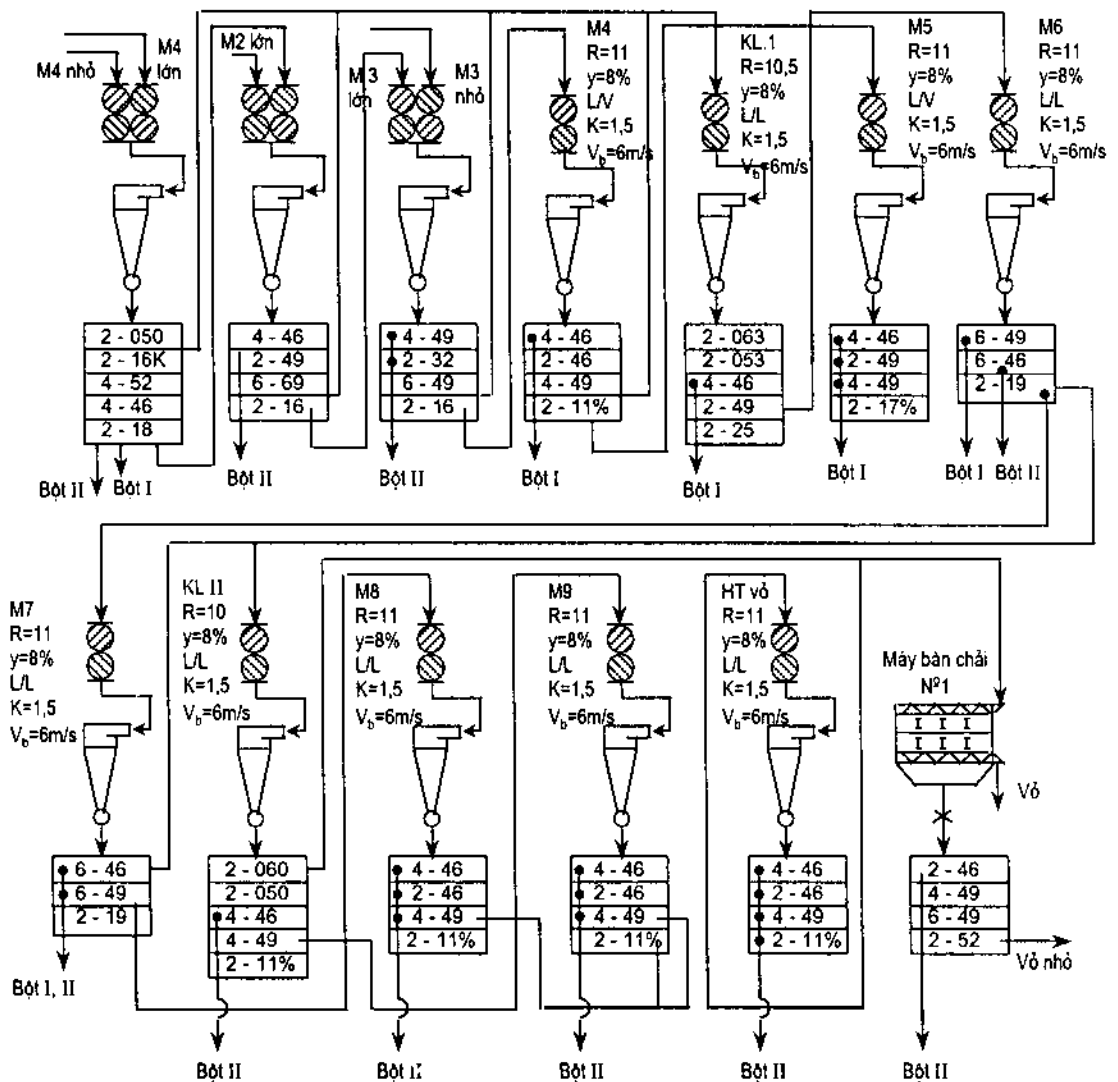 M4 nhỏ
M4
lớn
M2 lớn
M 3
lớn
M3
nhỏ
M4
R=11
y=8%
L/V
K=1,5
V_b=6m/s
KL.1
R=10,5
y=8%
L/L
K=1,5
V_b=6m/s
M5
R=11
y=8%
L/V
K=1,5
V_b=6m/s
M6
R=11
y=8%
L/L
K=1,5
V_b=6m/s
2 - 050
2 - 16K
4 - 52
4 - 46
2 - 18
Bột II
Bột I
4 - 46
2 - 49
6 - 69
2 - 16
Bột II
4 - 49
2 - 32
6 - 49
2 - 16
Bột II
4 - 46
2 - 46
4 - 49
2 - 11%
Bột I
2 - 063
2 - 053
4 - 46
2 - 49
2 - 25
Bột I
4 - 46
2 - 49
4 - 49
2 - 17%
Bột I
6 - 49
6 - 46
2 - 19
Bột I
Bột II
M7
R=11
y=8%
L/L
K=1,5
V_b=6m/s
KL II
R=10
y=8%
L/L
K=1,5
V_b=6m/s
M8
R=11
y=8%
L/L
K=1,5
V_b=6m/s
M9
R=11
y=8%
L/L
K=1,5
V_b=6m/s
HT vỏ
R=11
y=8%
L/L
K=1,5
V_b=6m/s
Máy bàn chải
Nº1
Vỏ
6 - 46
6 - 49
2 - 19
Bột I, II
2 - 060
2 - 050
4 - 46
4 - 49
2 - 11%
Bột II
4 - 46
2 - 46
4 - 49
2 - 11%
Bột II
4 - 46
2 - 46
4 - 49
2 - 11%
Bột II
4 - 46
2 - 46
4 - 49
2 - 11%
Bột II
2 - 46
4 - 49
6 - 49
2 - 52
Vỏ nhỏ
Bột II